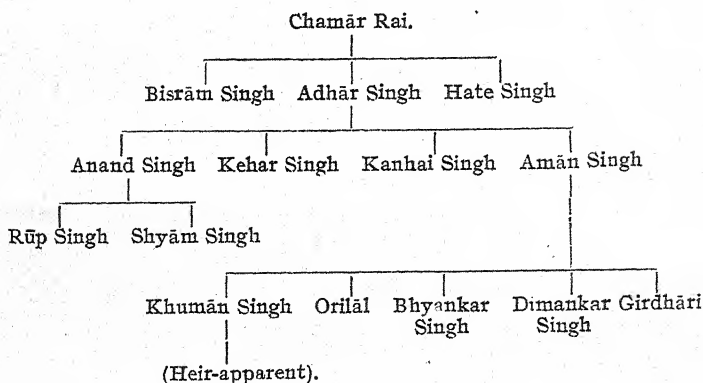 Chamār Rai.
Bisrām Singh Adhār Singh Hate Singh
Anand Singh Kehar Singh Kanhai Singh Amān Singh
Rūp Singh Shyām Singh
Khumān Singh Orilāl Bhyankar Singh Dimankar Singh Girdhāri
(Heir-apparent).